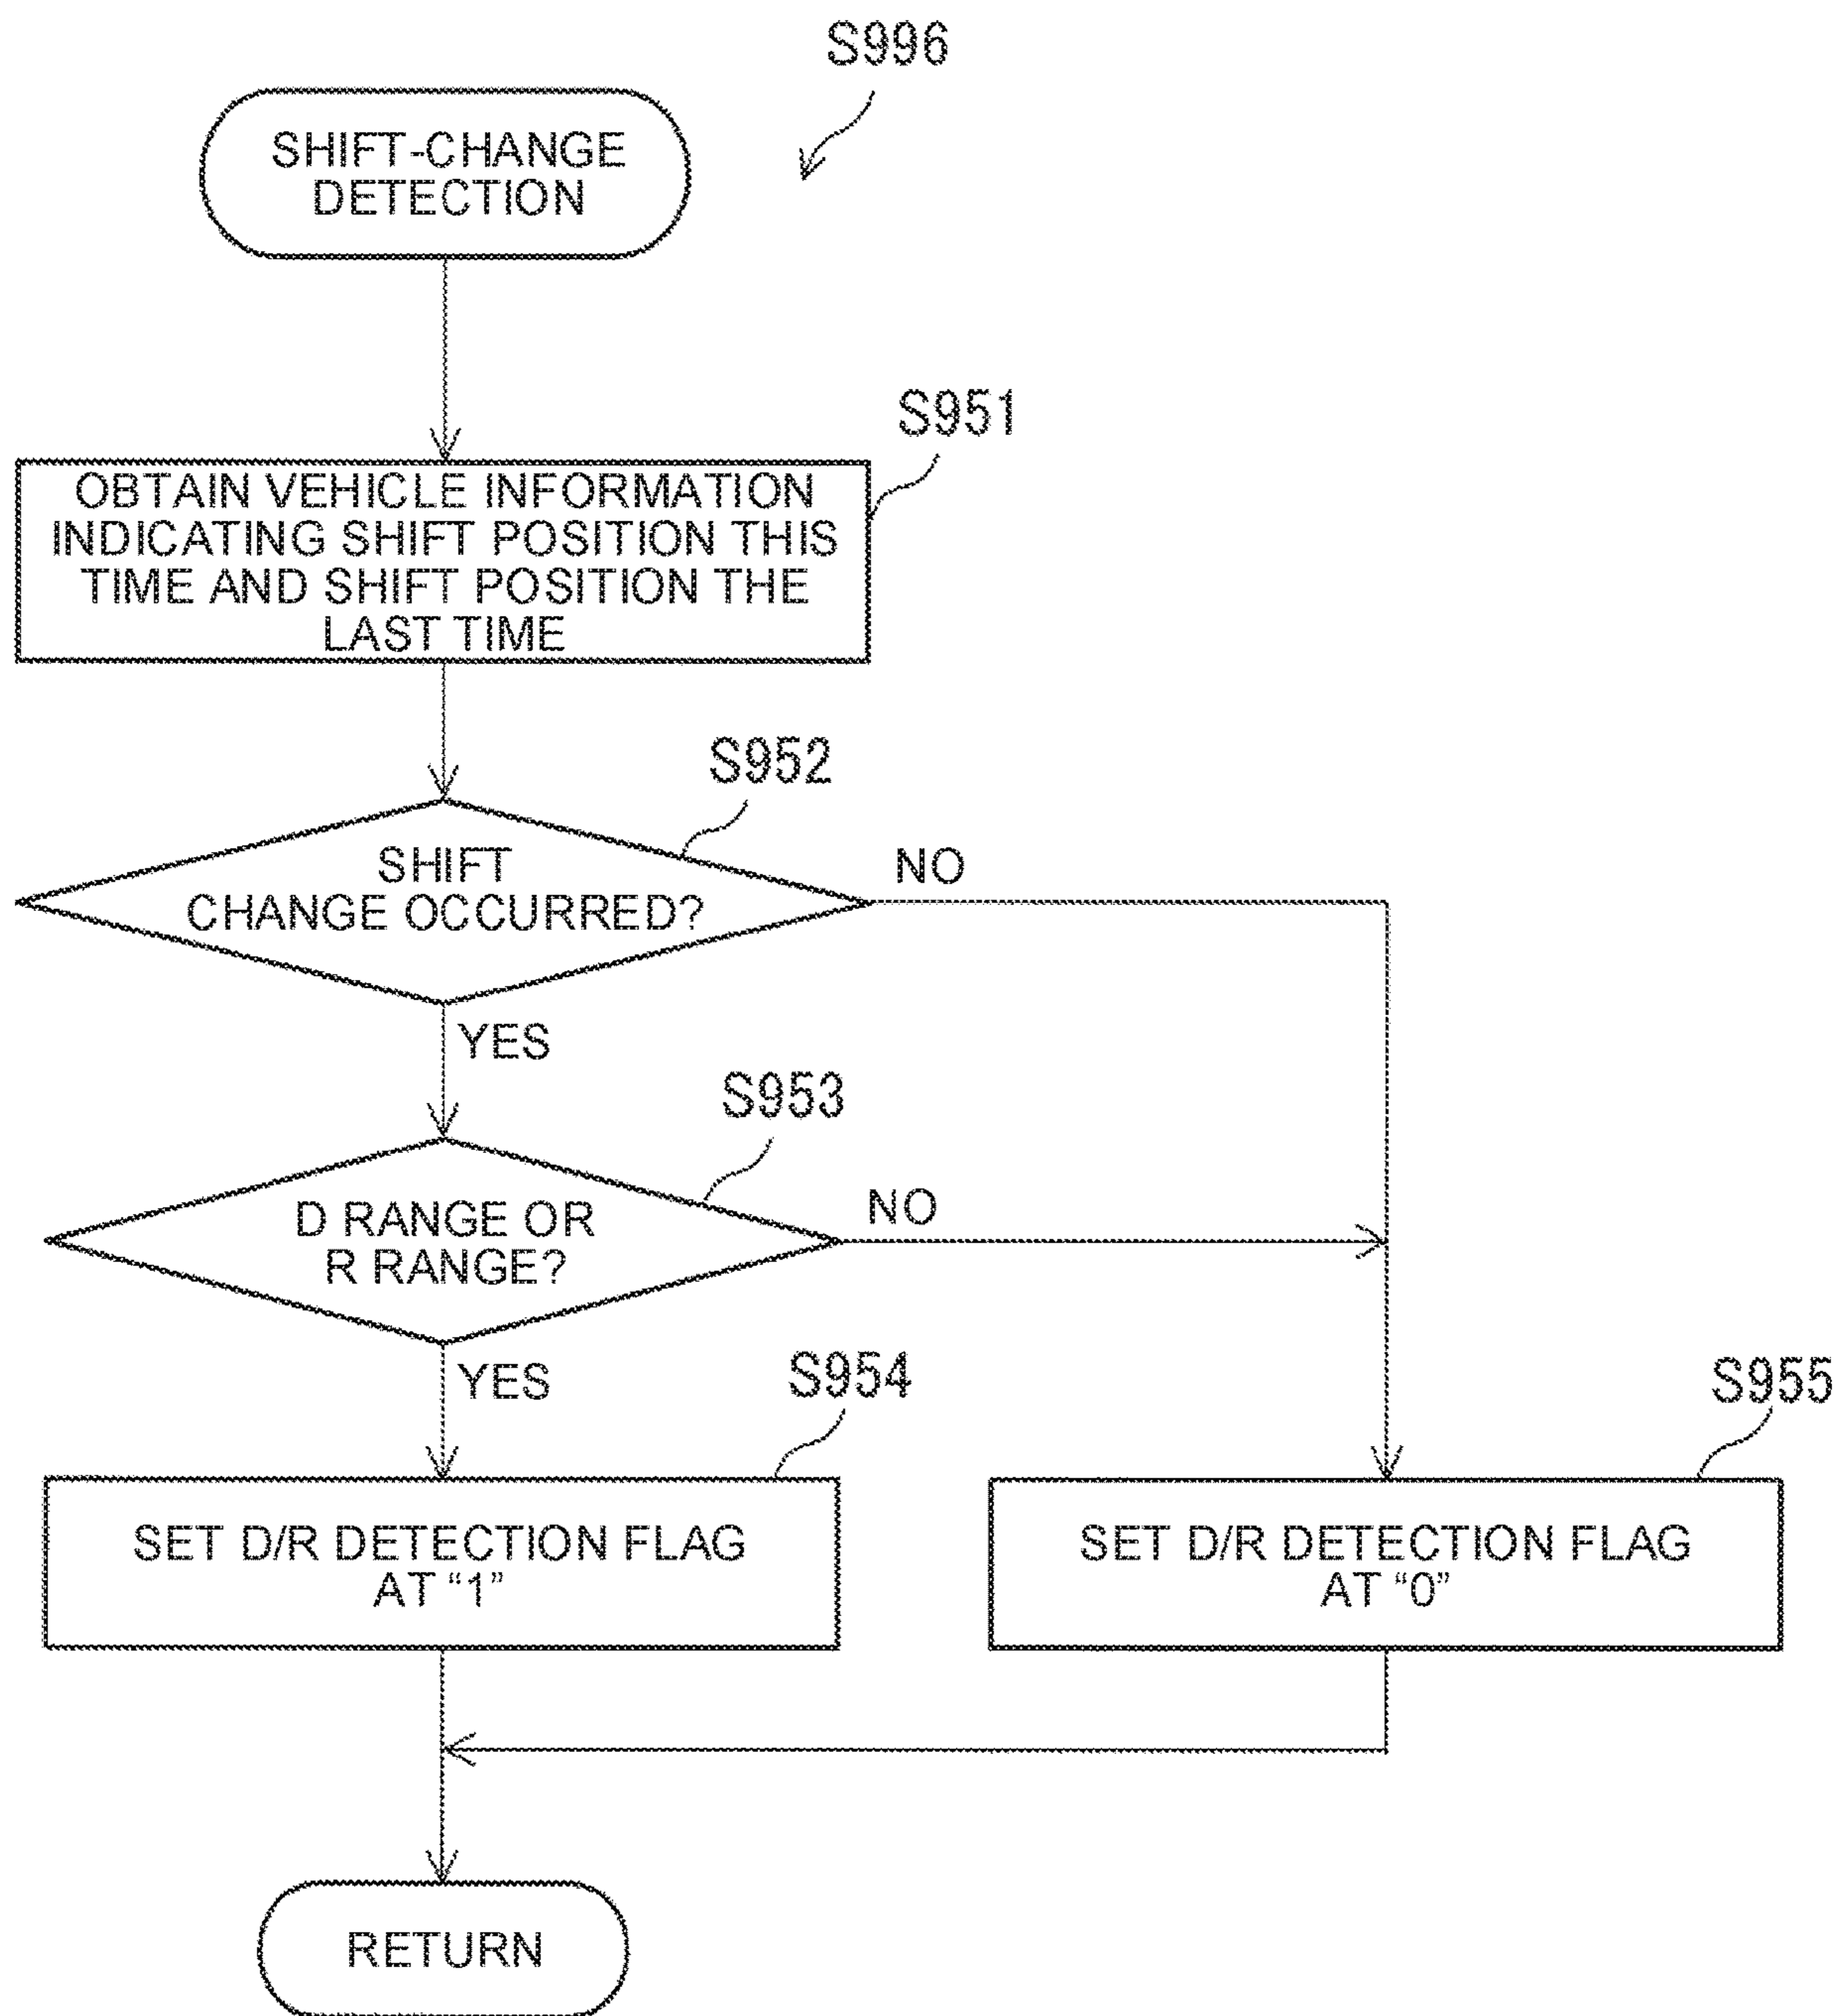 S996
SHIFT-CHANGE
DETECTION
S951
OBTAIN VEHICLE INFORMATION
INDICATING SHIFT POSITION THIS
TIME AND SHIFT POSITION THE
LAST TIME
S952
SHIFT
CHANGE OCCURRED?
NO
YES
S953
D RANGE OR
R RANGE?
NO
YES
S954
SET D/R DETECTION FLAG
AT “1”
S955
SET D/R DETECTION FLAG
AT “0”
RETURN